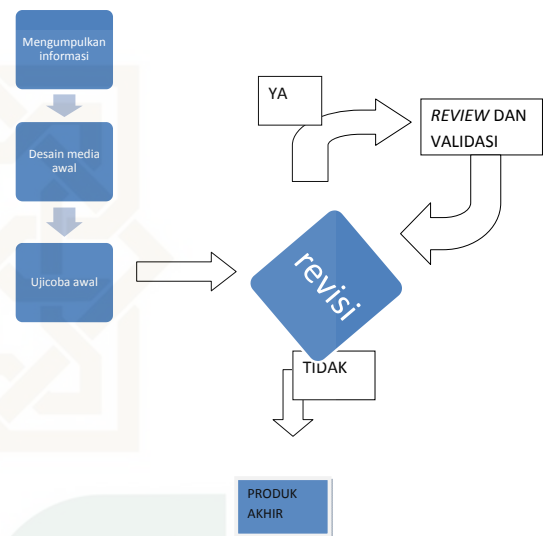 Mengumpulkan
informasi
Desain media
awal
Ujicoba awal
YA
REVIEW DAN
VALIDASI
revisi
TIDAK
PRODUK
AKHIR